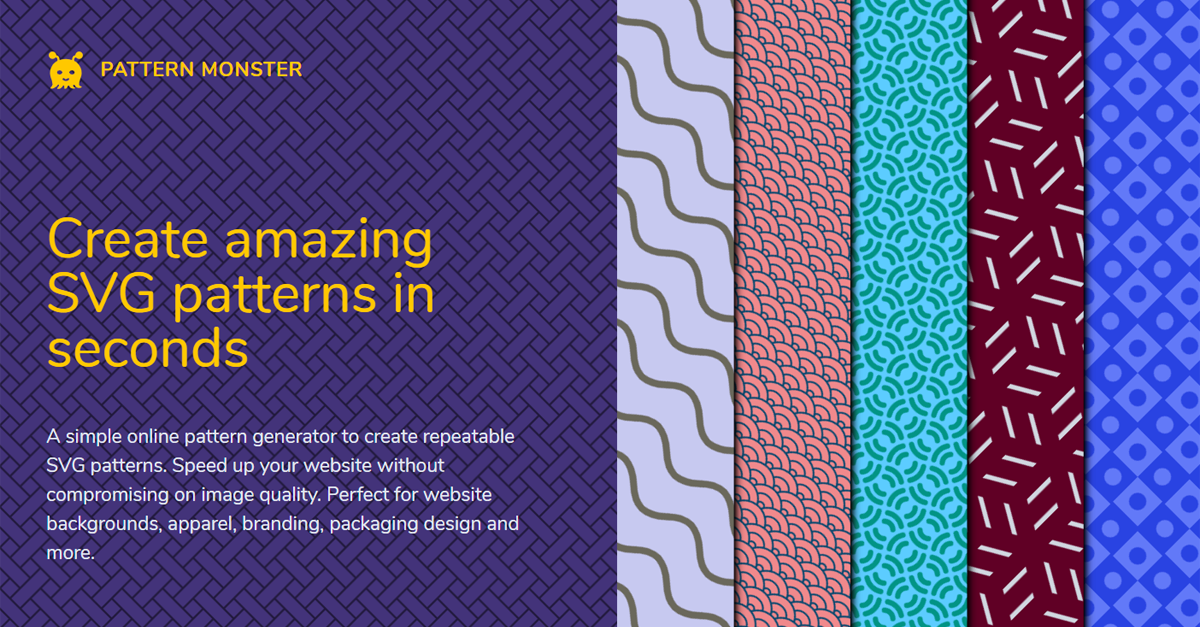 PATTERN MONSTER
Create amazing
SVG patterns in
seconds
A simple online pattern generator to create repeatable
SVG patterns. Speed up your website without
compromising on image quality. Perfect for website
backgrounds, apparel, branding, packaging design and
more.